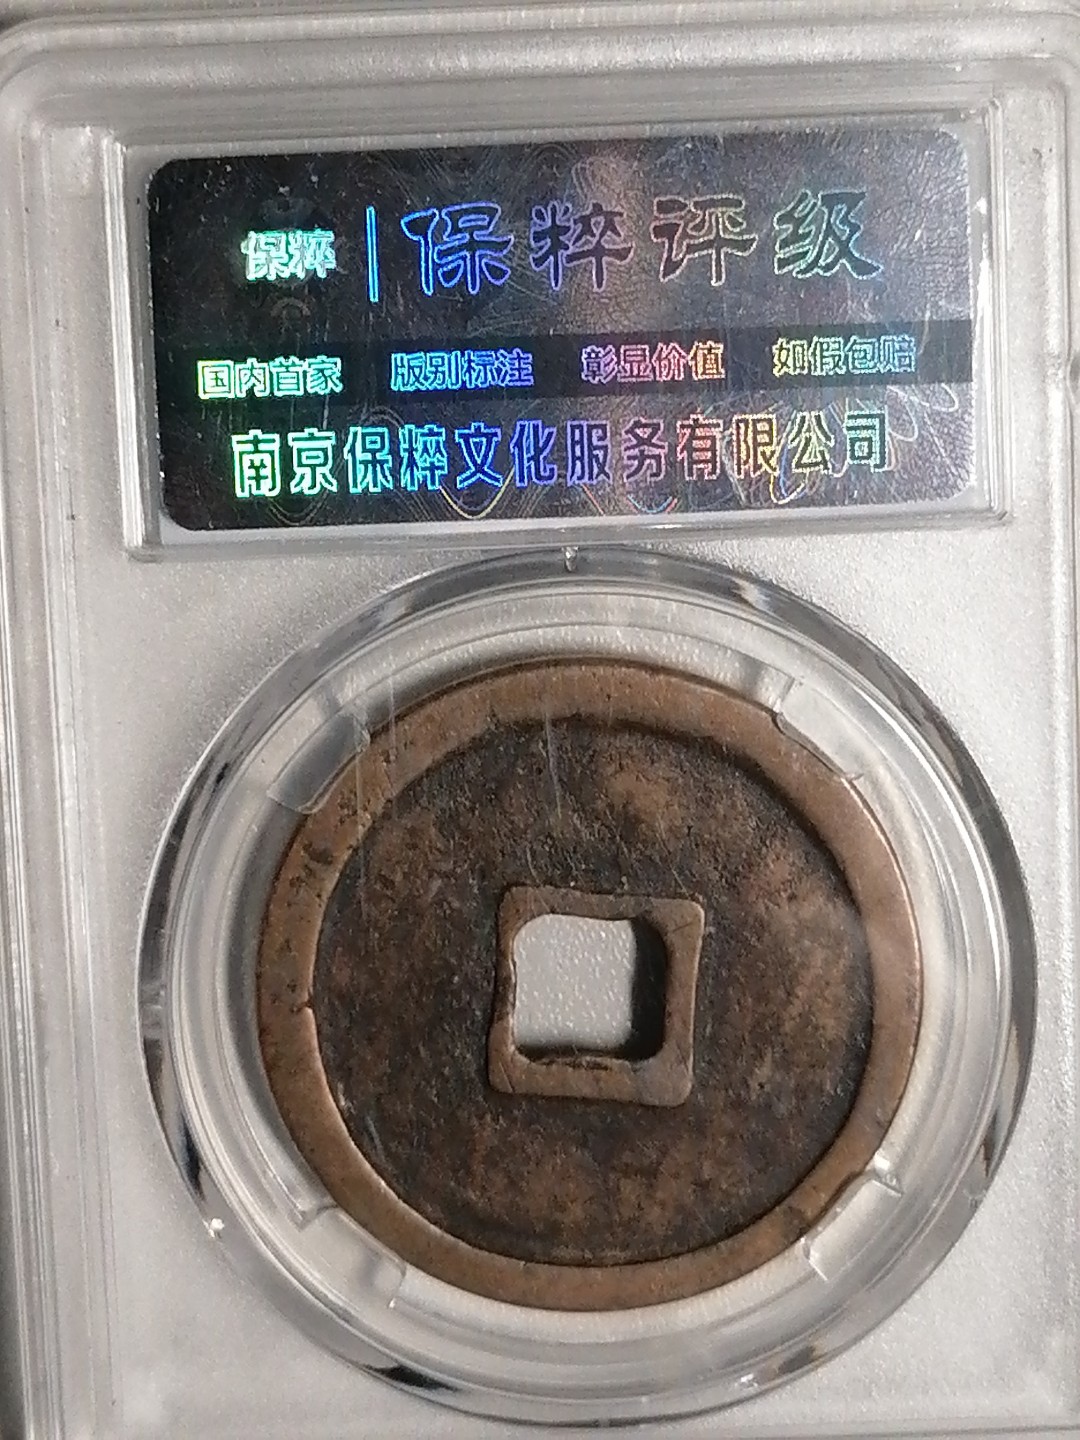 保粹 | 保粹评级
国内首家 版别标注 彰显价值 如假包赔
南京保粹文化服务有限公司